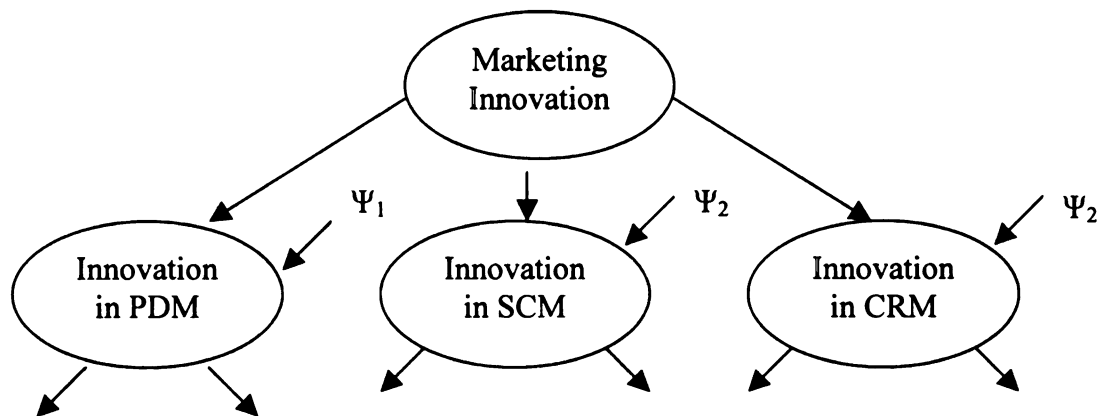 Marketing
Innovation
Ψ₁
Ψ₂
Ψ₂
Innovation
in PDM
Innovation
in SCM
Innovation
in CRM